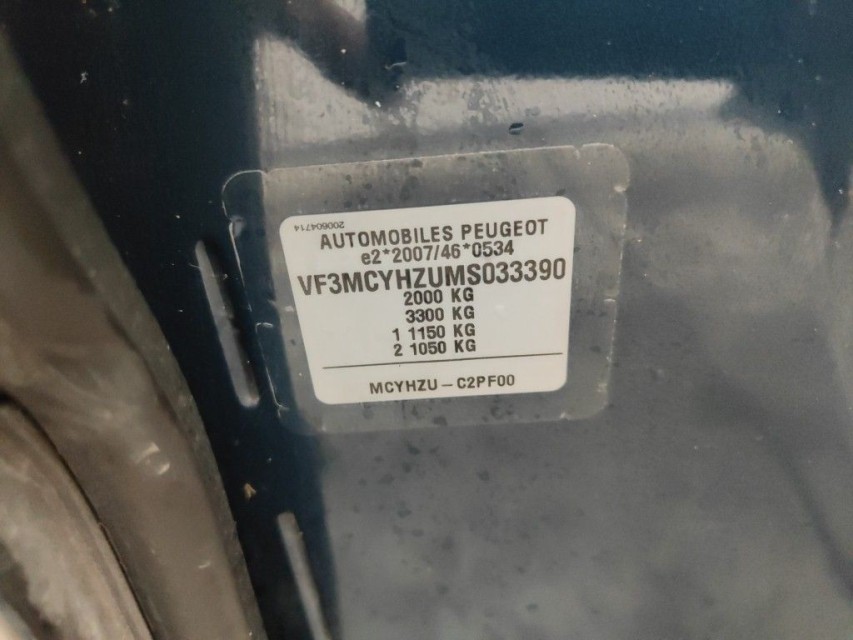 200604714
AUTOMOBILES PEUGEOT
e2*2007/46*0534
VF3MCYHZUMS033390
2000 KG
3300 KG
1 1150 KG
2 1050 KG
MCYHZU-C2PF00